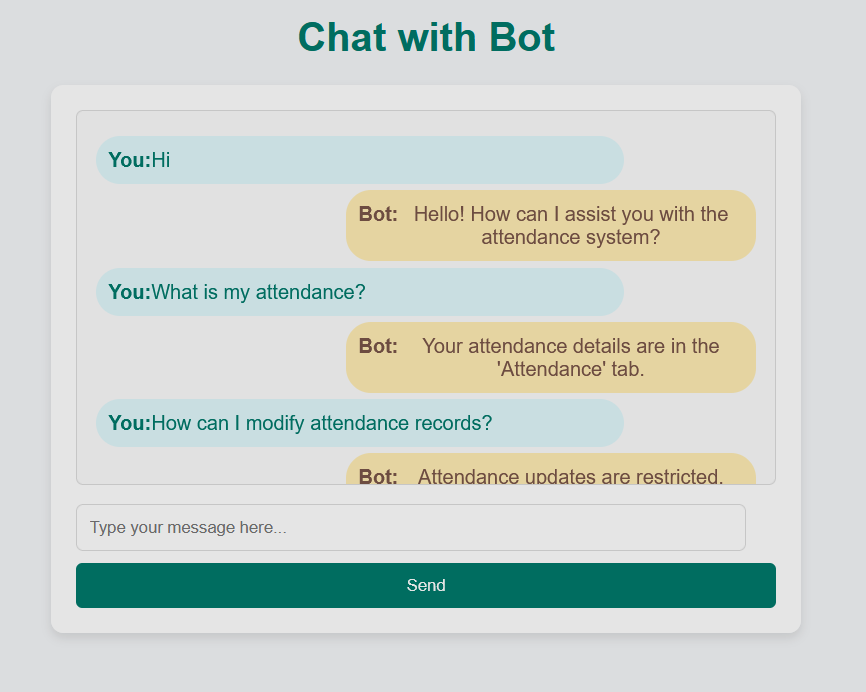 Chat with Bot
You:Hi
Bot: Hello! How can I assist you with the
attendance system?
You:What is my attendance?
Bot: Your attendance details are in the
'Attendance' tab.
You:How can I modify attendance records?
Bot: Attendance updates are restricted.
Type your message here...
Send